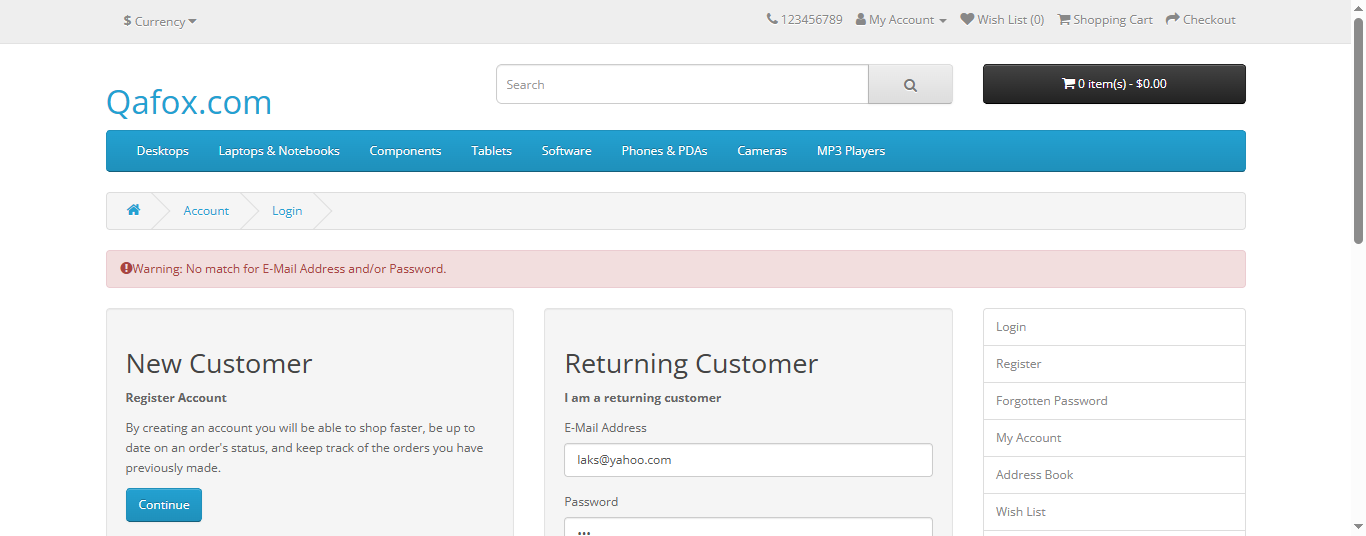 $ Currency
123456789 My Account Wish List (0) Shopping Cart Checkout
Qafox.com
Search
0 item(s) - $0.00
Desktops Laptops & Notebooks Components Tablets Software Phones & PDAs Cameras MP3 Players
Account Login
Warning: No match for E-Mail Address and/or Password.
New Customer
Register Account
By creating an account you will be able to shop faster, be up to
date on an order's status, and keep track of the orders you have
previously made.
Continue
Returning Customer
I am a returning customer
E-Mail Address
laks@yahoo.com
Password
•••
Login
Register
Forgotten Password
My Account
Address Book
Wish List